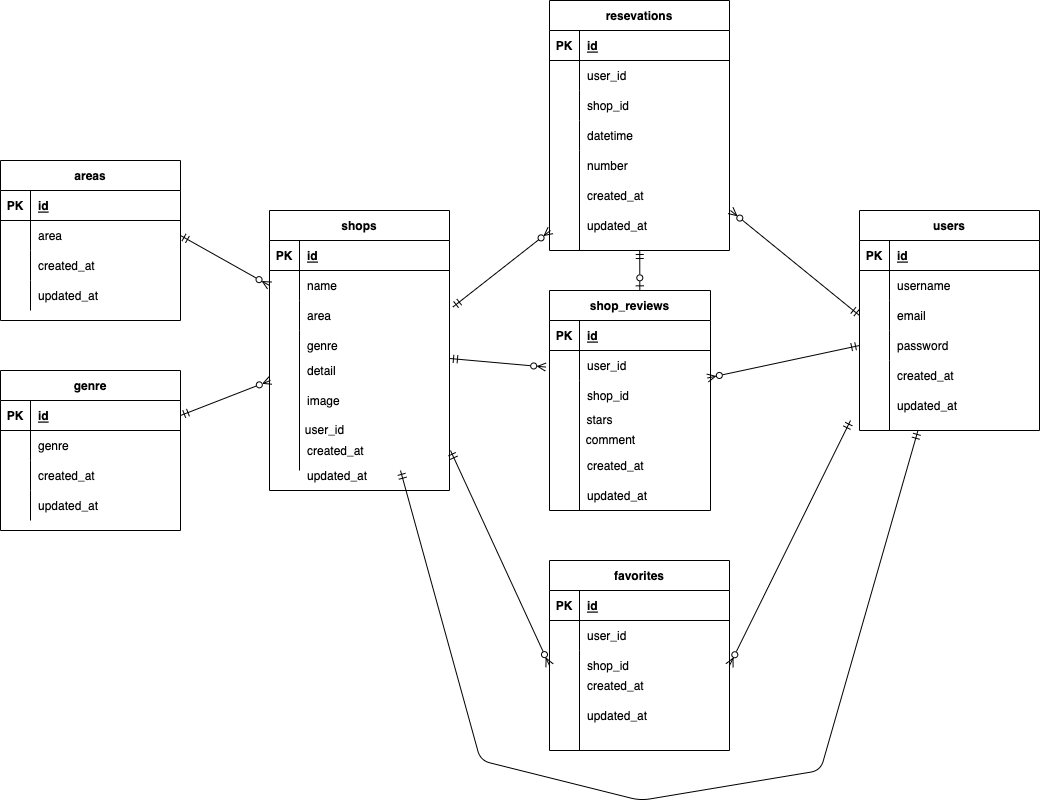 resevations
PK id
user_id
shop_id
datetime
number
created_at
updated_at
areas
PK id
area
created_at
updated_at
shops
PK id
name
area
genre
detail
image
user_id
created_at
updated_at
users
PK id
username
email
password
created_at
updated_at
shop_reviews
PK id
user_id
shop_id
stars
comment
created_at
updated_at
genre
PK id
genre
created_at
updated_at
favorites
PK id
user_id
shop_id
created_at
updated_at